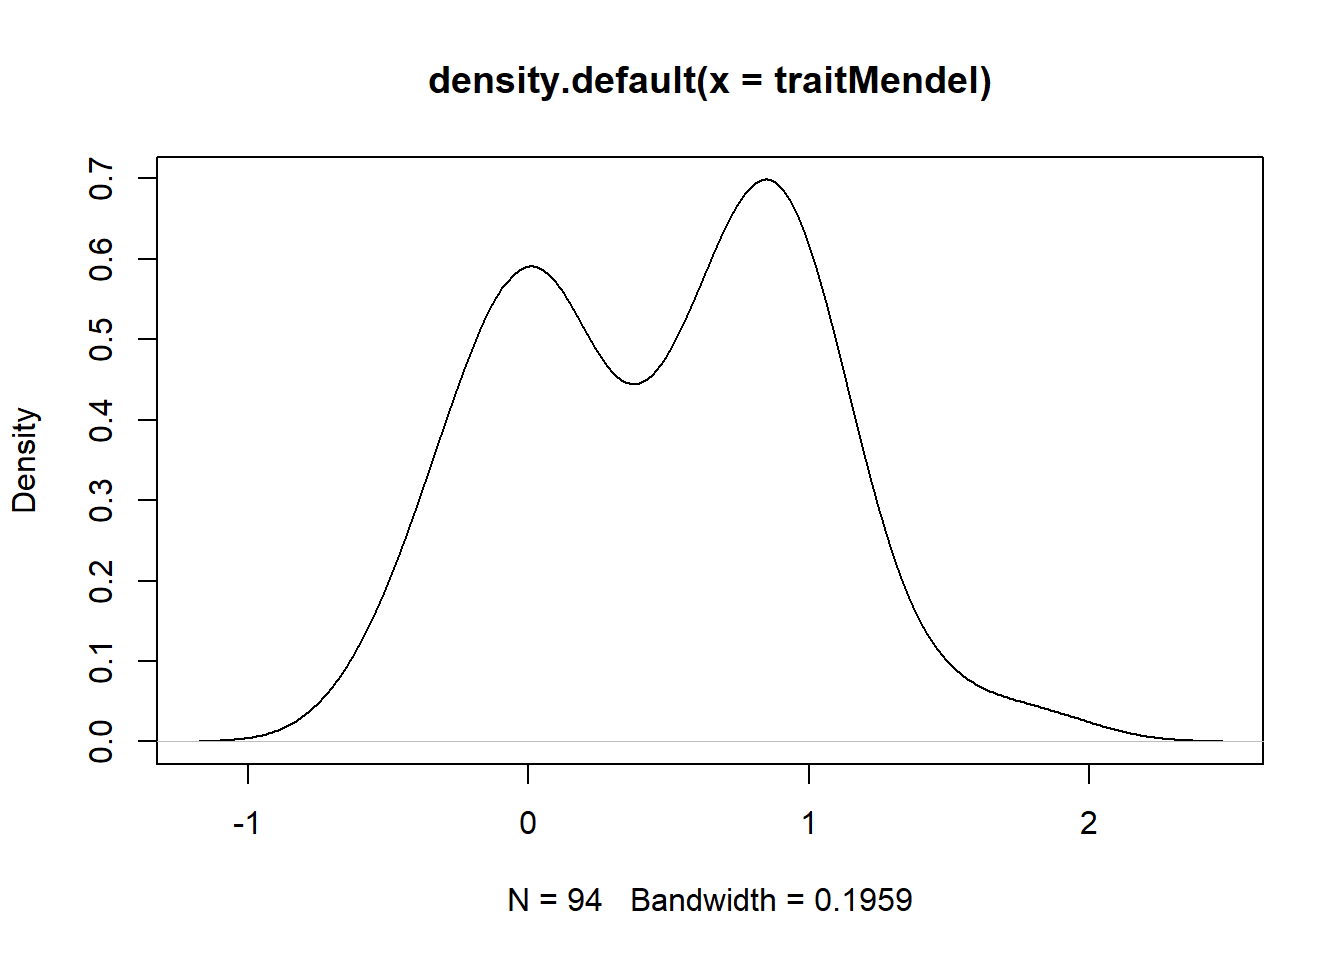 density.default(x = traitMendel)
Density
0.7
0.6
0.5
0.4
0.3
0.2
0.1
0.0
-1 0 1 2
N = 94 Bandwidth = 0.1959